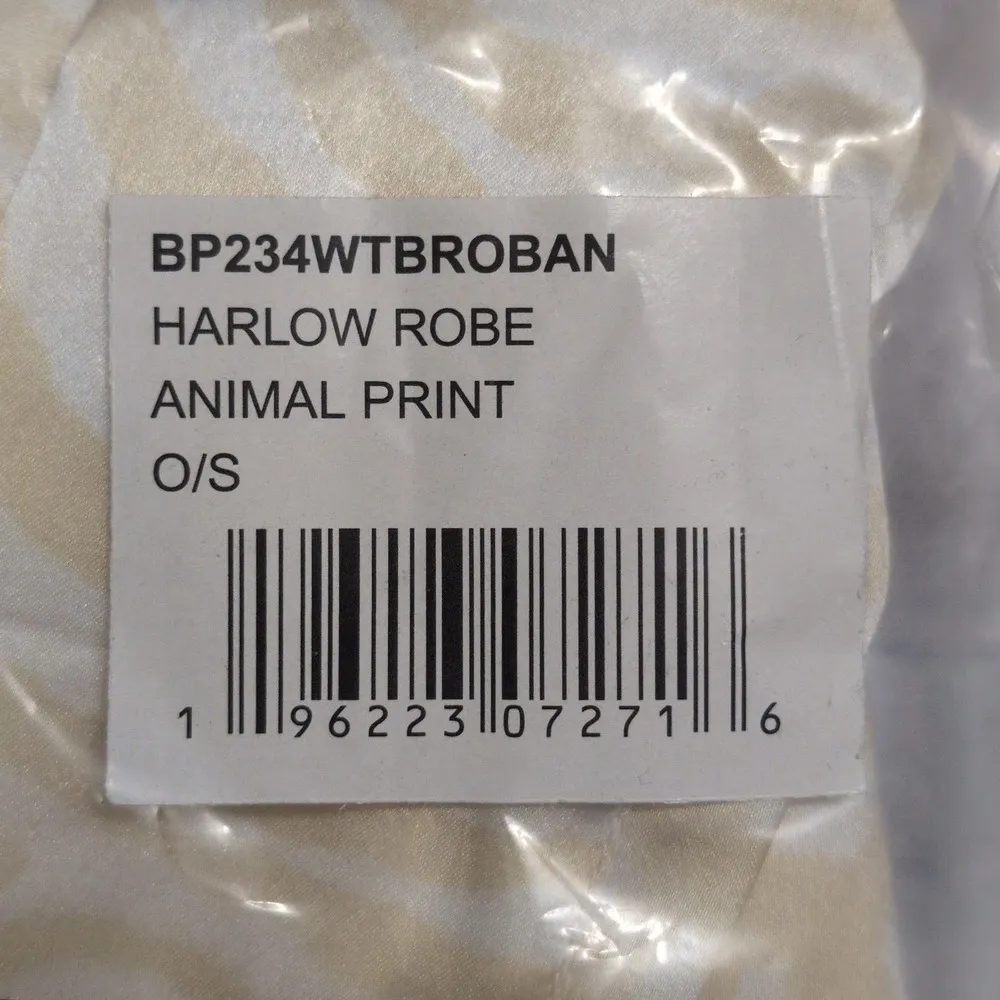 BP234WTBROBAN
HARLOW ROBE
ANIMAL PRINT
O/S
1 96223 07271 6